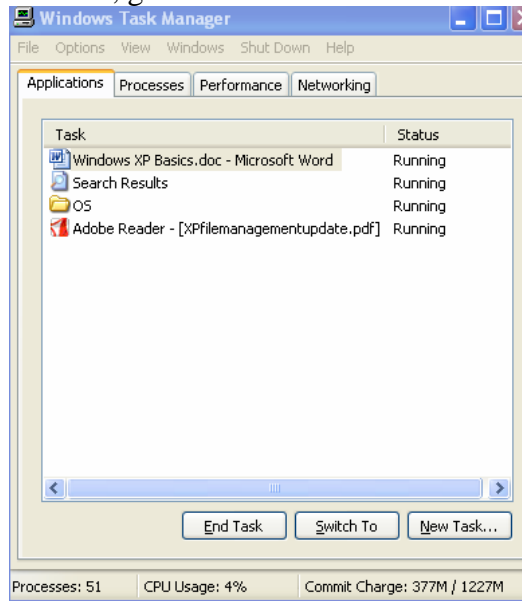 Windows Task Manager
File Options View Windows Shut Down Help
Applications Processes Performance Networking
Task Status
Windows XP Basics.doc - Microsoft Word Running
Search Results Running
OS Running
Adobe Reader - [XPfilemanagementupdate.pdf] Running
End Task Switch To New Task...
Processes: 51 CPU Usage: 4% Commit Charge: 377M / 1227M